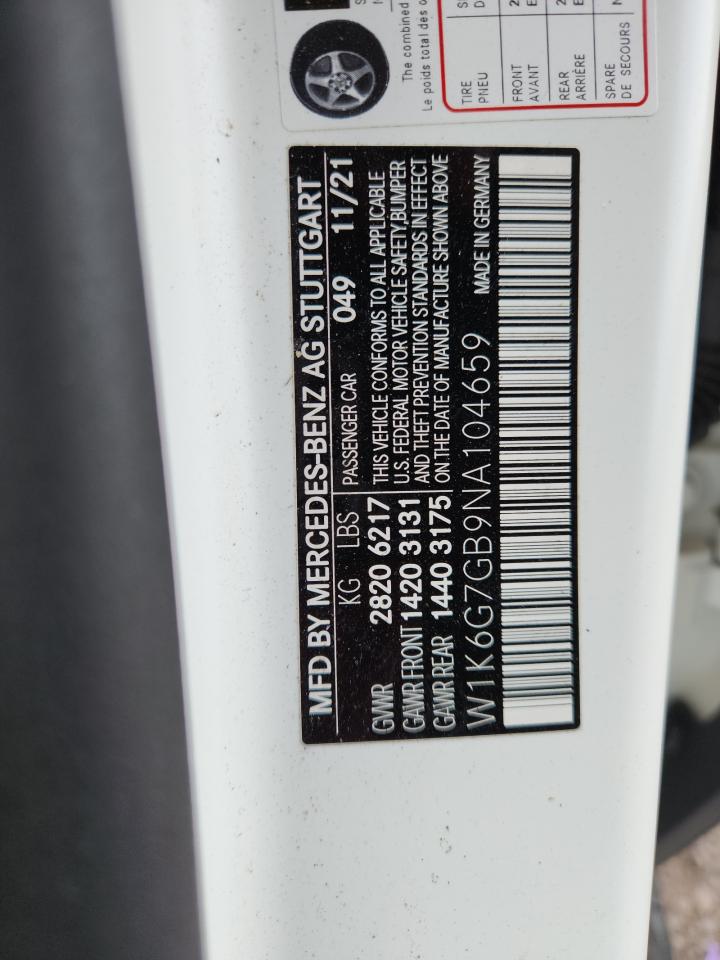 The combined
Le poids total des
TIRE
PNEU
FRONT
AVANT
REAR
ARRIÈRE
SPARE
DE SECOURS
MFD BY MERCEDES-BENZ AG STUTTGART
KG LBS PASSENGER CAR 049 11/21
GVWR 2820 6217
GAWR FRONT 1420 3131
GAWR REAR 1440 3175
THIS VEHICLE CONFORMS TO ALL APPLICABLE
U.S. FEDERAL MOTOR VEHICLE SAFETY,BUMPER
AND THEFT PREVENTION STANDARDS IN EFFECT
ON THE DATE OF MANUFACTURE SHOWN ABOVE
W1K6G7GB9NA104659 MADE IN GERMANY